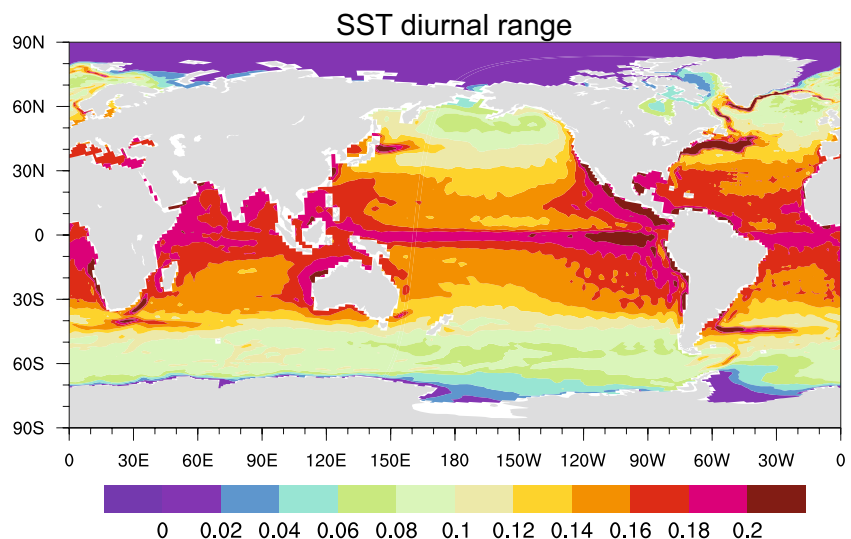 SST diurnal range
90N
60N
30N
0
30S
60S
90S
0 30E 60E 90E 120E 150E 180 150W 120W 90W 60W 30W 0
0 0.02 0.04 0.06 0.08 0.1 0.12 0.14 0.16 0.18 0.2